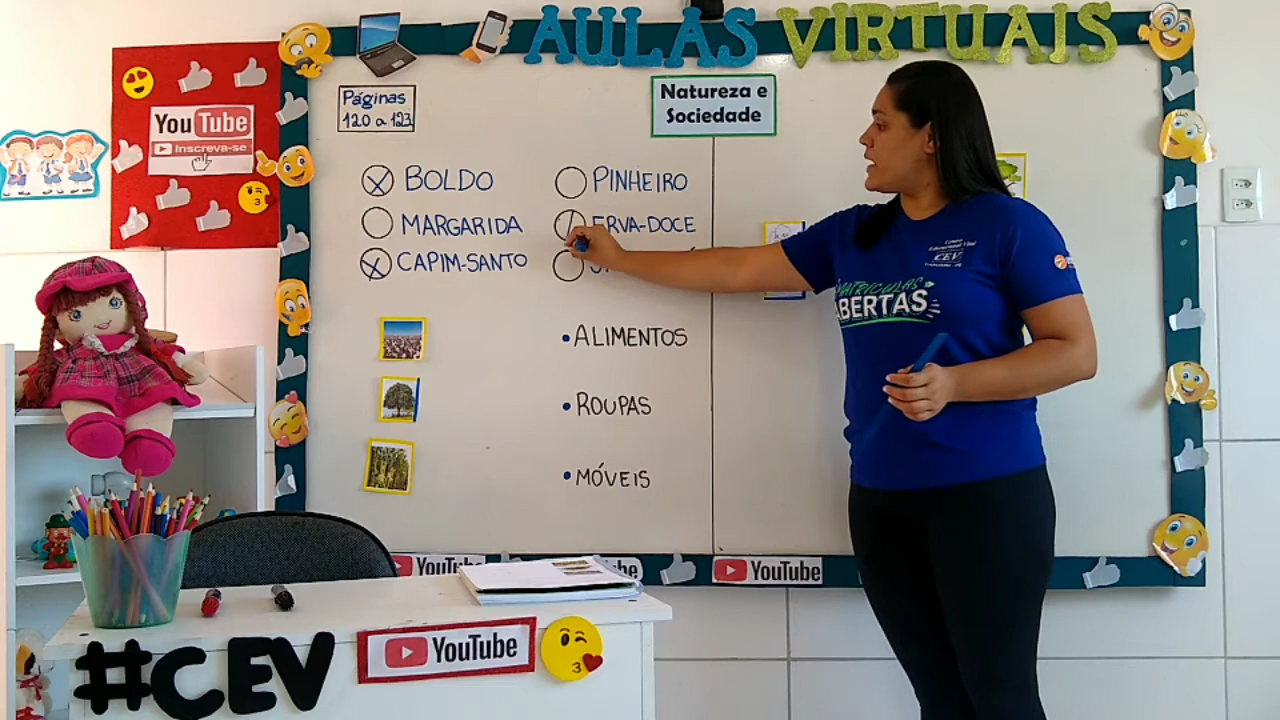 AULAS VIRTUAIS
Páginas
120 a 123
Natureza e
Sociedade
YouTube
Inscreva-se
BOLDO
MARGARIDA
CAPIM-SANTO
PINHEIRO
ERVA-DOCE
ALIMENTOS
ROUPAS
MÓVEIS
CEV
MATRÍCULAS
ABERTAS
YouTube
YouTube
#CEV
YouTube